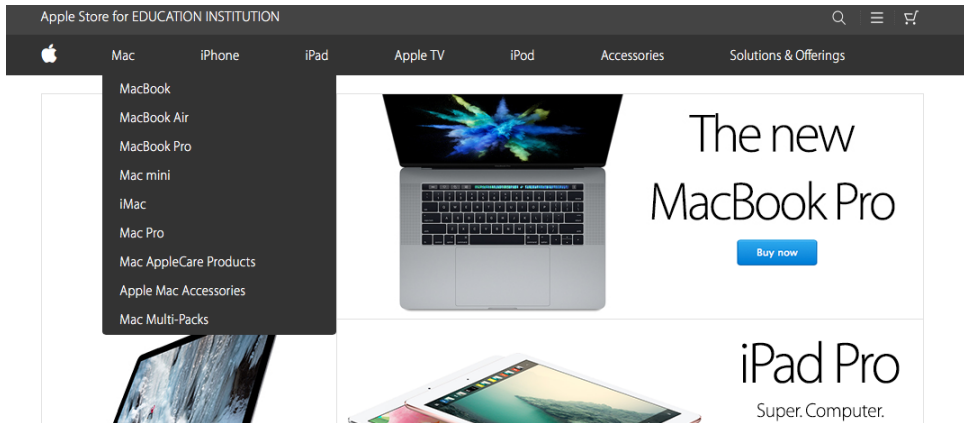 Apple Store for EDUCATION INSTITUTION
Mac iPhone iPad Apple TV iPod Accessories Solutions & Offerings
MacBook
MacBook Air
MacBook Pro
Mac mini
iMac
Mac Pro
Mac AppleCare Products
Apple Mac Accessories
Mac Multi-Packs
The new
MacBook Pro
Buy now
iPad Pro
Super. Computer.